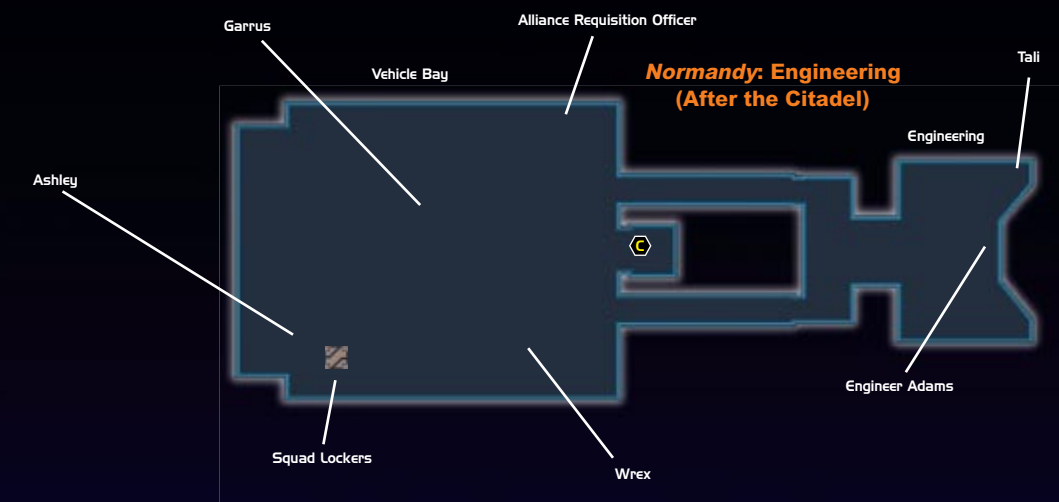 Garrus
Alliance Requisition Officer
Vehicle Bay
Normandy: Engineering
(After the Citadel)
Tali
Engineering
Ashley
C
Engineer Adams
Squad Lockers
Wrex